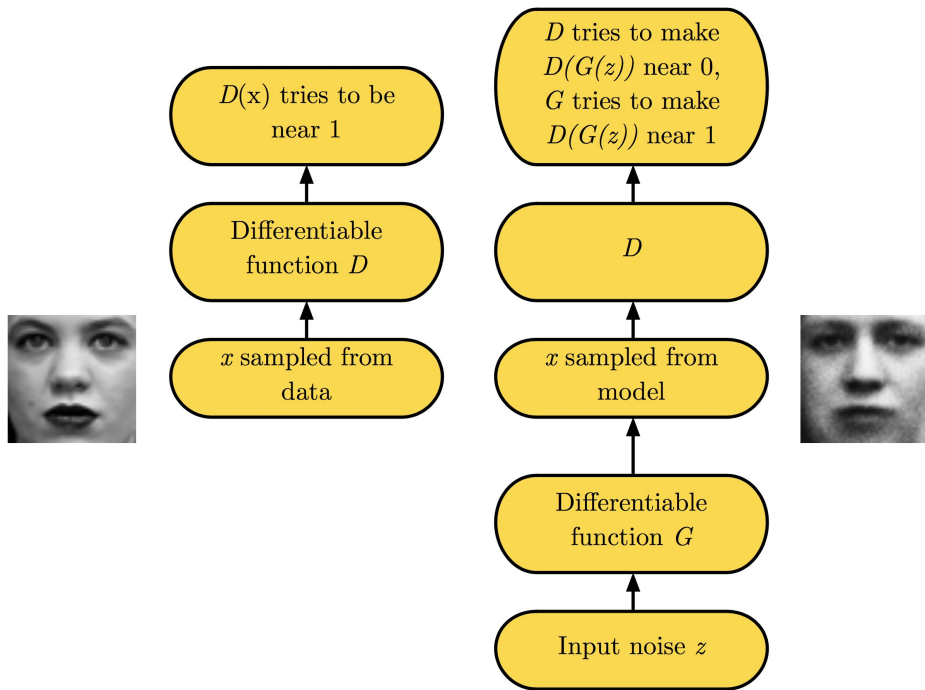 D(x) tries to be
near 1
Differentiable
function D
x sampled from
data
D tries to make
D(G(z)) near 0,
G tries to make
D(G(z)) near 1
D
x sampled from
model
Differentiable
function G
Input noise z